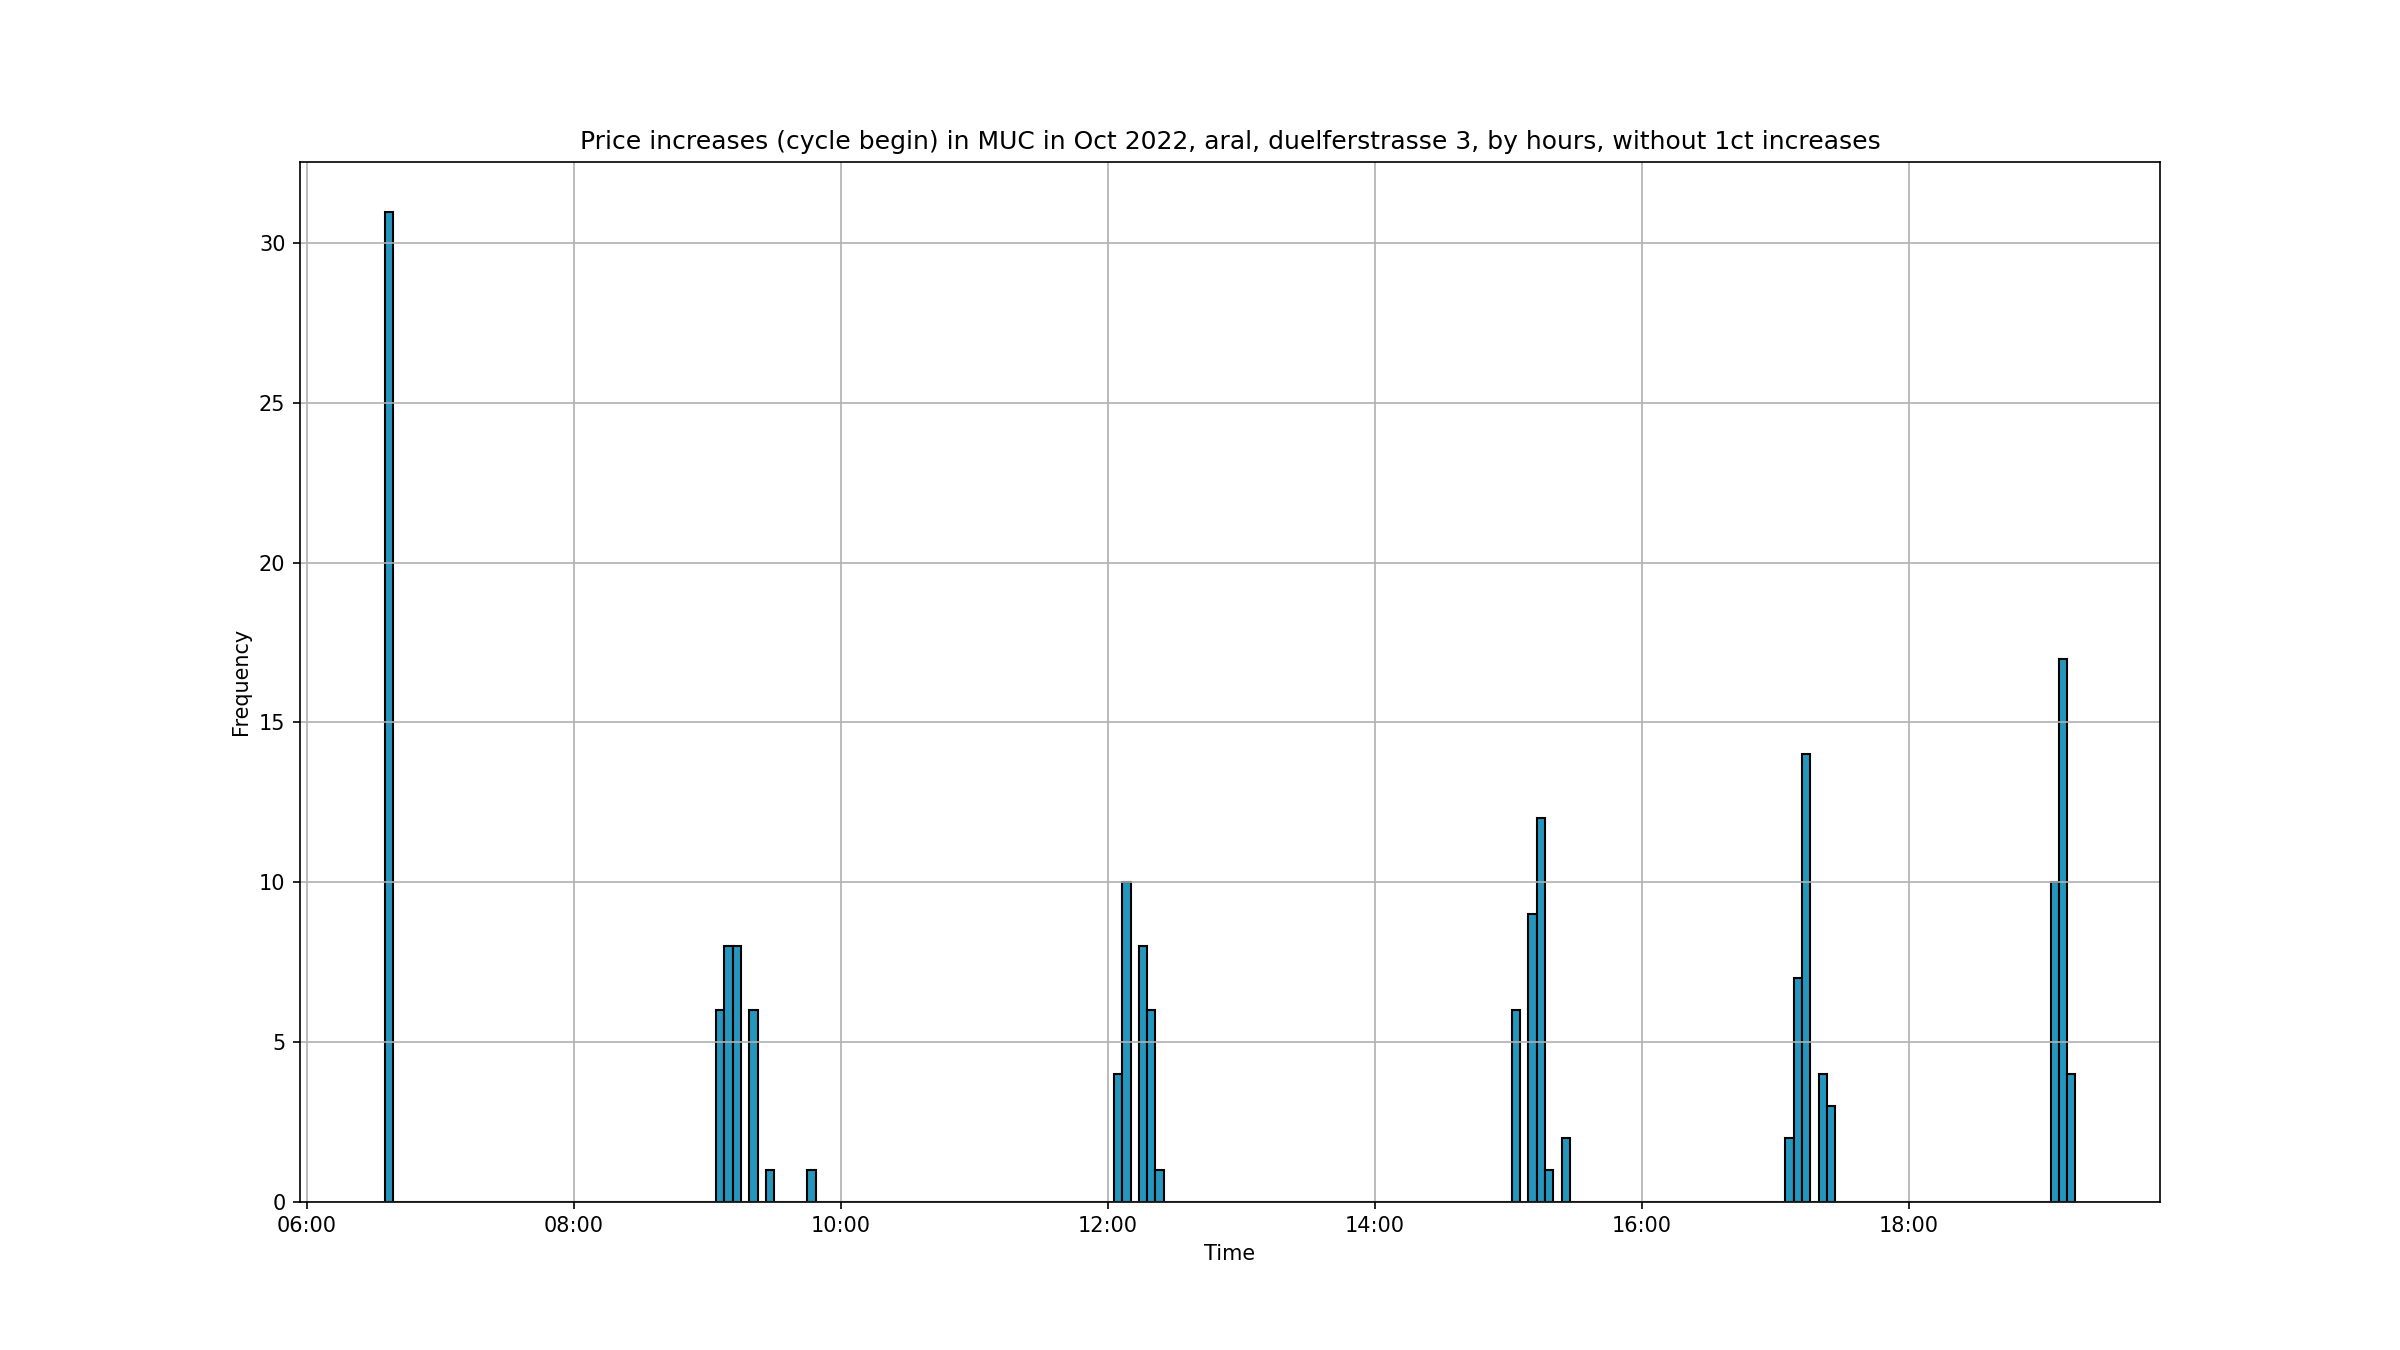 Price increases (cycle begin) in MUC in Oct 2022, aral, duelferstrasse 3, by hours, without 1ct increases
30
25
20
15
10
5
0
Frequency
06:00 08:00 10:00 12:00 14:00 16:00 18:00
Time